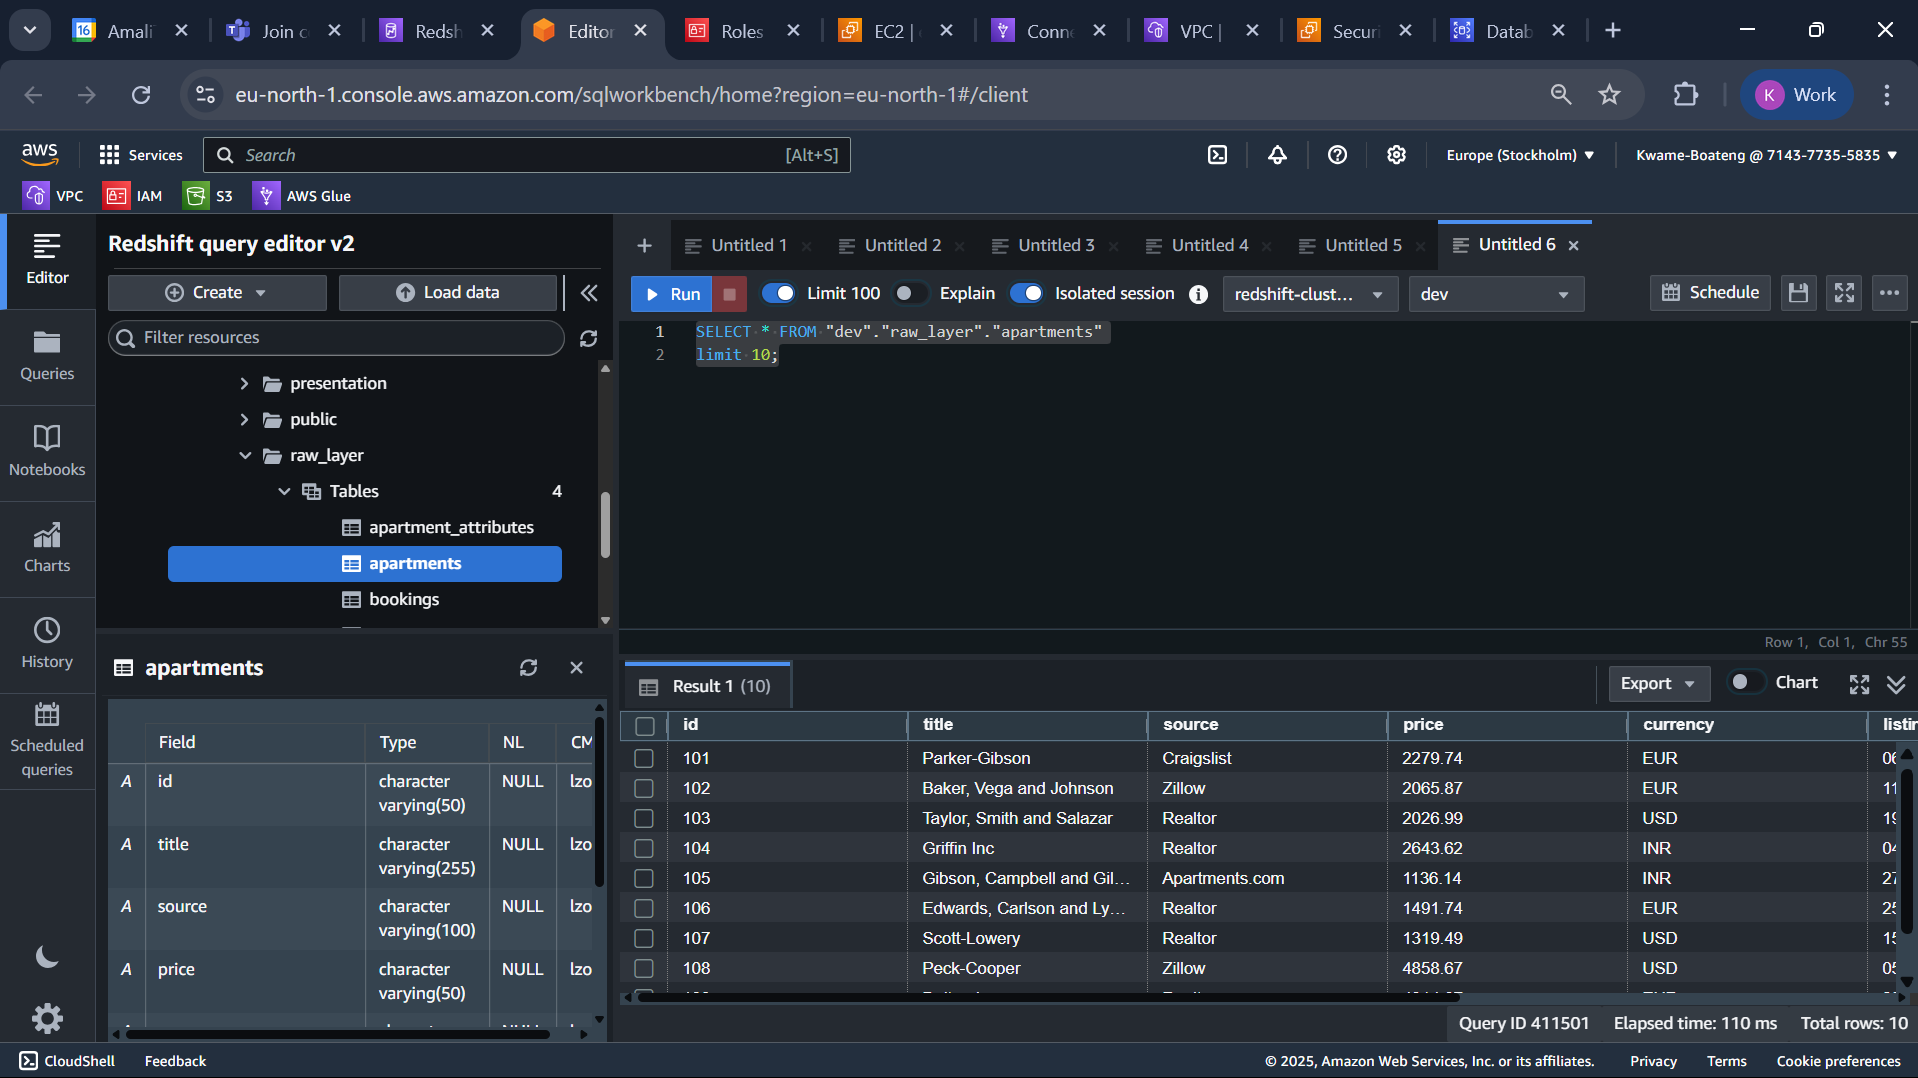 Amali
Join c
Redsh
Editor
Roles
EC2 |
Conne
VPC |
Securi
Datab
eu-north-1.console.aws.amazon.com/sqlworkbench/home?region=eu-north-1#/client
K Work
aws
Services
Search [Alt+S]
Europe (Stockholm)
Kwame-Boateng @ 7143-7735-5835
VPC IAM S3 AWS Glue
Editor
Queries
Notebooks
Charts
History
Scheduled
queries
Redshift query editor v2
Create Load data
Filter resources
presentation
public
raw_layer
Tables 4
apartment_attributes
apartments
bookings
apartments
Field Type NL CM
A id character varying(50) NULL lzo
A title character varying(255) NULL lzo
A source character varying(100) NULL lzo
A price character varying(50) NULL lzo
Untitled 1 Untitled 2 Untitled 3 Untitled 4 Untitled 5 Untitled 6
Run Limit 100 Explain Isolated session redshift-clust... dev Schedule
1 SELECT * FROM "dev"."raw_layer"."apartments"
2 limit 10;
Row 1, Col 1, Chr 55
Result 1 (10) Export Chart
id title source price currency listin
101 Parker-Gibson Craigslist 2279.74 EUR 06
102 Baker, Vega and Johnson Zillow 2065.87 EUR 11
103 Taylor, Smith and Salazar Realtor 2026.99 USD 19
104 Griffin Inc Realtor 2643.62 INR 04
105 Gibson, Campbell and Gil... Apartments.com 1136.14 INR 27
106 Edwards, Carlson and Ly... Realtor 1491.74 EUR 25
107 Scott-Lowery Realtor 1319.49 USD 15
108 Peck-Cooper Zillow 4858.67 USD 05
Query ID 411501 Elapsed time: 110 ms Total rows: 10
CloudShell Feedback
© 2025, Amazon Web Services, Inc. or its affiliates. Privacy Terms Cookie preferences